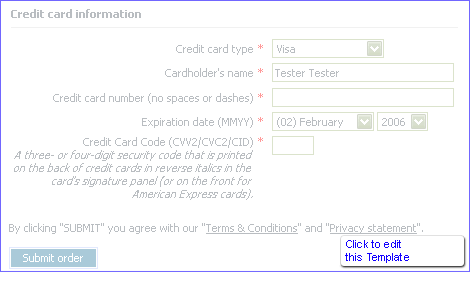 Credit card information
Credit card type * Visa
Cardholder's name * Tester Tester
Credit card number (no spaces or dashes) *
Expiration date (MMYY) * (02) February 2006
Credit Card Code (CVV2/CVC2/CID) *
A three- or four-digit security code that is printed
on the back of credit cards in reverse italics in the
card's signature panel (or on the front for
American Express cards).
By clicking "SUBMIT" you agree with our "Terms & Conditions" and "Privacy statement".
Click to edit
this Template
Submit order